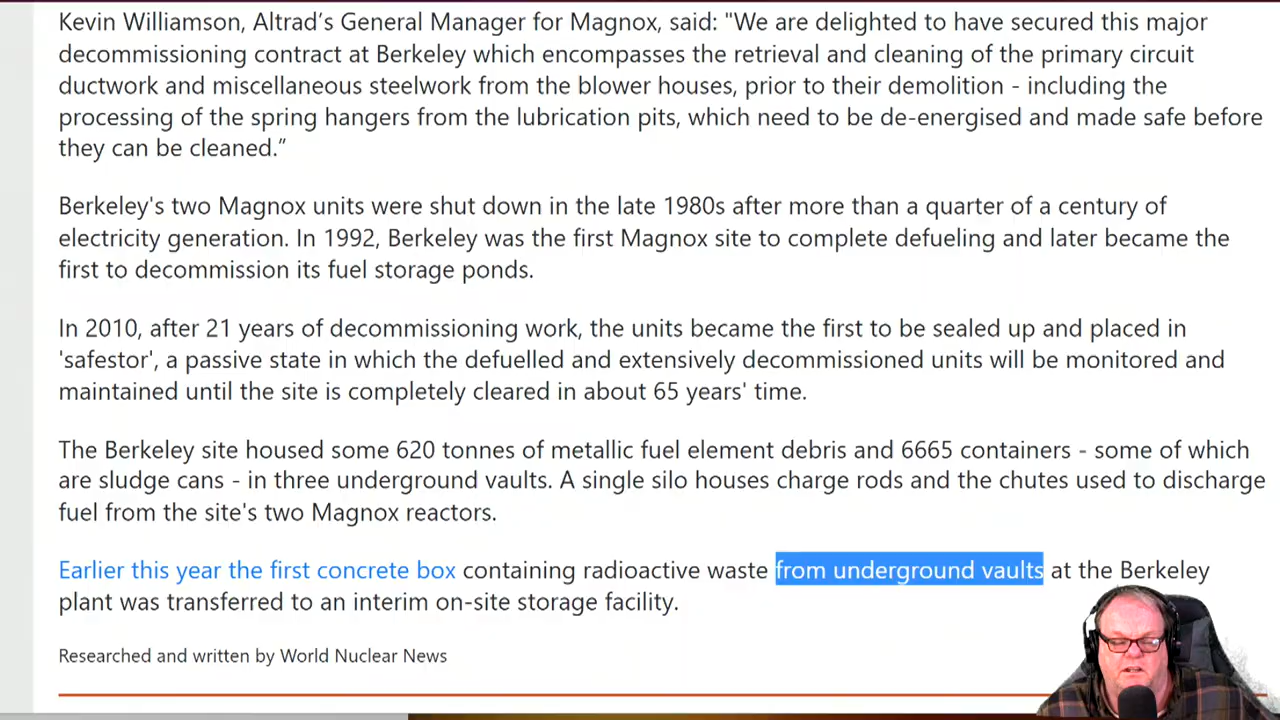 Kevin Williamson, Altrad’s General Manager for Magnox, said: "We are delighted to have secured this major
decommissioning contract at Berkeley which encompasses the retrieval and cleaning of the primary circuit
ductwork and miscellaneous steelwork from the blower houses, prior to their demolition - including the
processing of the spring hangers from the lubrication pits, which need to be de-energised and made safe before
they can be cleaned.”
Berkeley's two Magnox units were shut down in the late 1980s after more than a quarter of a century of
electricity generation. In 1992, Berkeley was the first Magnox site to complete defueling and later became the
first to decommission its fuel storage ponds.
In 2010, after 21 years of decommissioning work, the units became the first to be sealed up and placed in
'safestor', a passive state in which the defuelled and extensively decommissioned units will be monitored and
maintained until the site is completely cleared in about 65 years' time.
The Berkeley site housed some 620 tonnes of metallic fuel element debris and 6665 containers - some of which
are sludge cans - in three underground vaults. A single silo houses charge rods and the chutes used to discharge
fuel from the site's two Magnox reactors.
Earlier this year the first concrete box containing radioactive waste from underground vaults at the Berkeley
plant was transferred to an interim on-site storage facility.
Researched and written by World Nuclear News